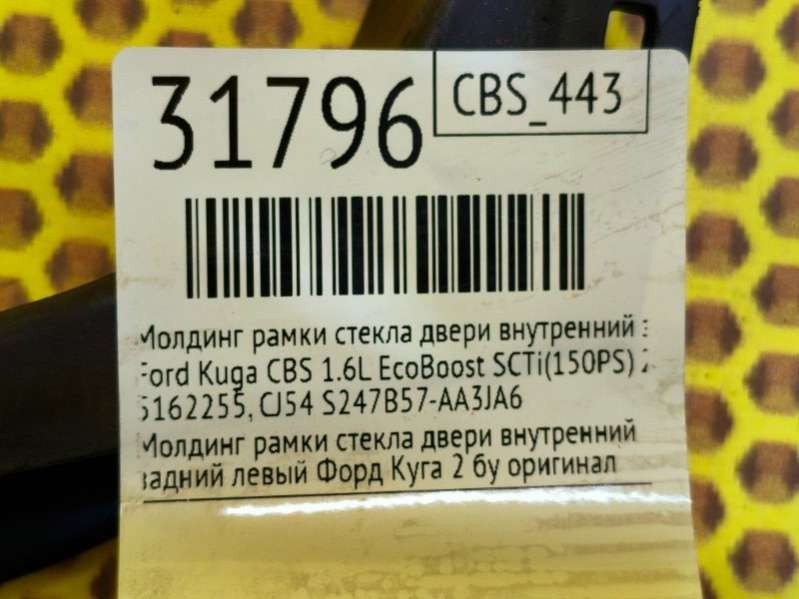 31796
CBS_443
Молдинг рамки стекла двери внутренний з
Ford Kuga CBS 1.6L EcoBoost SCTi(150PS) 2
5162255, CJ54 S247B57-AA3JA6
Молдинг рамки стекла двери внутренний
задний левый Форд Куга 2 бу оригинал